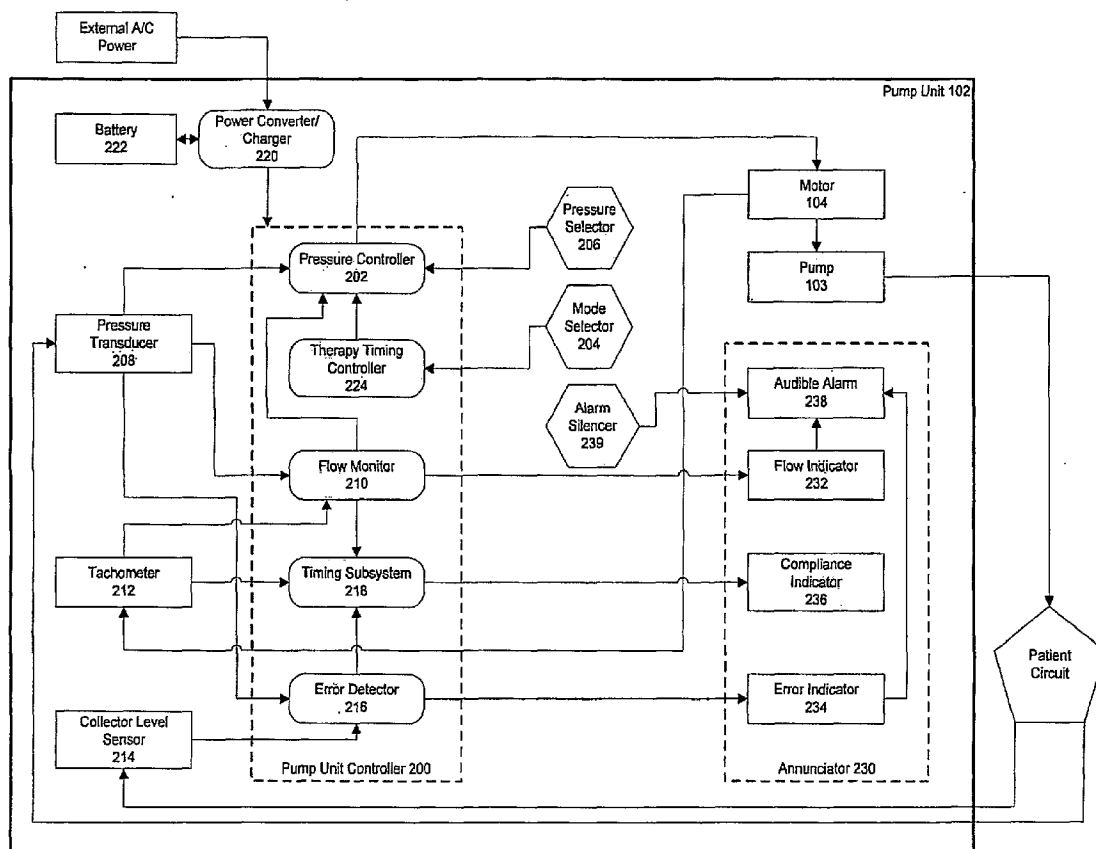 External A/C
Power
Pump Unit 102
Battery
222
Power Converter/
Charger
220
Motor
104
Pressure
Selector
206
Pressure Controller
202
Pump
103
Mode
Selector
204
Pressure
Transducer
208
Therapy Timing
Controller
224
Audible Alarm
238
Alarm
Silencer
239
Flow Monitor
210
Flow Indicator
232
Tachometer
212
Timing Subsystem
218
Compliance
Indicator
236
Patient
Circuit
Error Detector
216
Error Indicator
234
Collector Level
Sensor
214
Pump Unit Controller 200
Annunciator 230